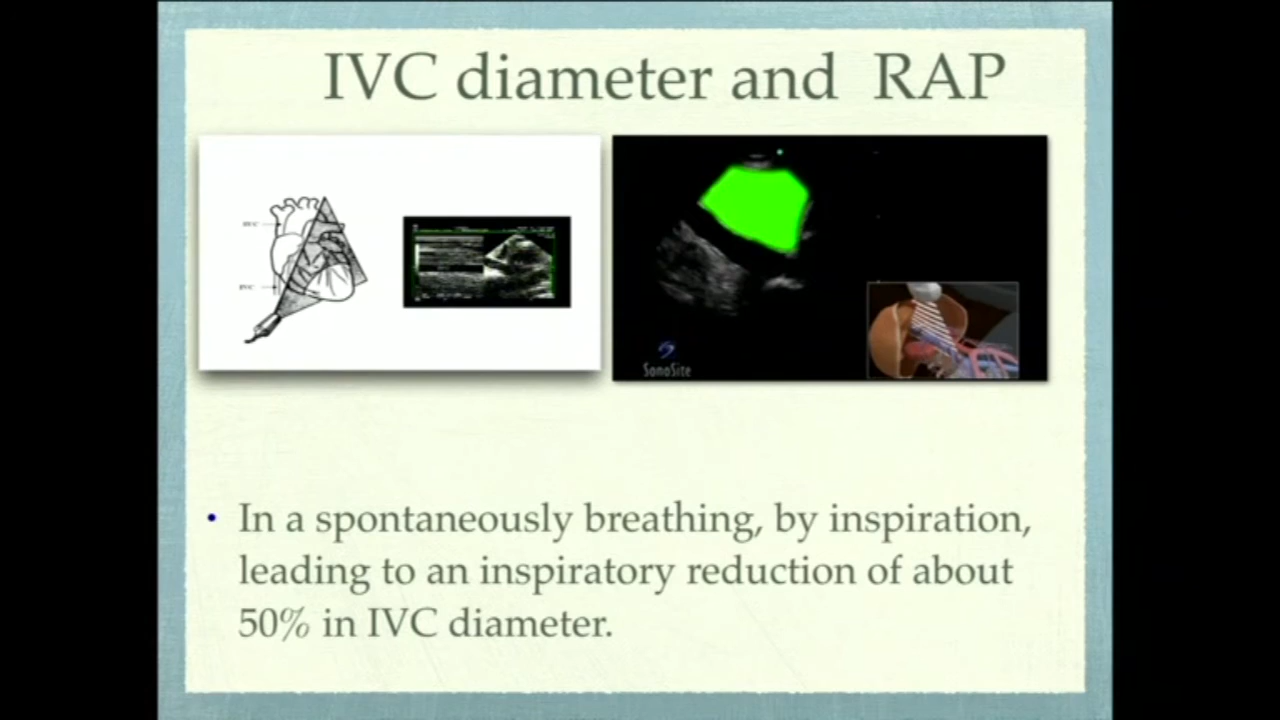 IVC diameter and RAP
IVC
SonoSite
• In a spontaneously breathing, by inspiration,
leading to an inspiratory reduction of about
50% in IVC diameter.